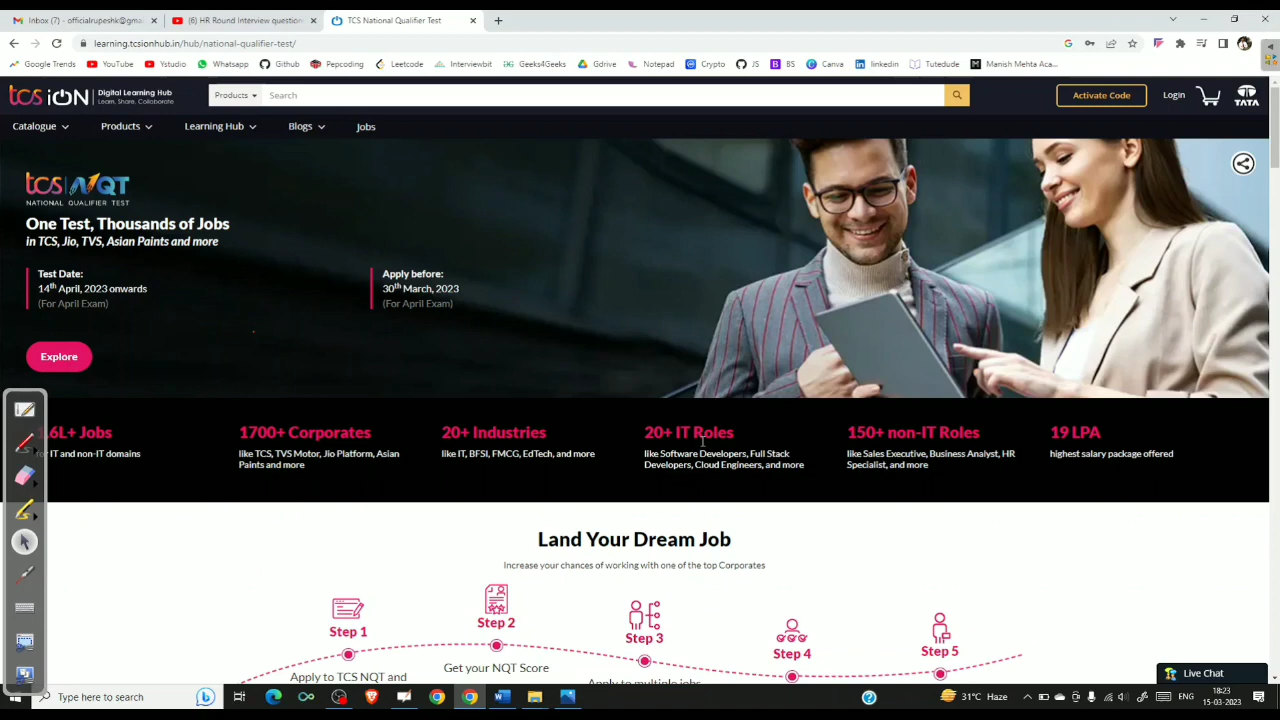 Inbox (7) - officialrupeshk@gma
(6) HR Round Interview question
TCS National Qualifier Test
learning.tcsionhub.in/hub/national-qualifier-test/
Google Trends
YouTube
Ytstudio
Whatsapp
Github
Pepcoding
Leetcode
Interviewbit
Geeks4Geeks
Gdrive
Notepad
Crypto
JS
BS
Canva
linkedin
Tutedude
Manish Mehta Aca...
tcs iON
Digital Learning Hub
Learn. Share. Collaborate
Products
Search
Activate Code
Login
TATA
Catalogue
Products
Learning Hub
Blogs
Jobs
tcs NQT
NATIONAL QUALIFIER TEST
One Test, Thousands of Jobs
in TCS, Jio, TVS, Asian Paints and more
Test Date:
14th April, 2023 onwards
(For April Exam)
Apply before:
30th March, 2023
(For April Exam)
Explore
.6L+ Jobs
IT and non-IT domains
1700+ Corporates
like TCS, TVS Motor, Jio Platform, Asian
Paints and more
20+ Industries
like IT, BFSI, FMCG, EdTech, and more
20+ IT Roles
like Software Developers, Full Stack
Developers, Cloud Engineers, and more
150+ non-IT Roles
like Sales Executive, Business Analyst, HR
Specialist, and more
19 LPA
highest salary package offered
Land Your Dream Job
Increase your chances of working with one of the top Corporates
Step 1
Apply to TCS NQT and
Step 2
Get your NQT Score
Step 3
Apply to multiple jobs
Step 4
Step 5
Live Chat
Type here to search
31°C Haze
ENG
18:23
15-03-2023